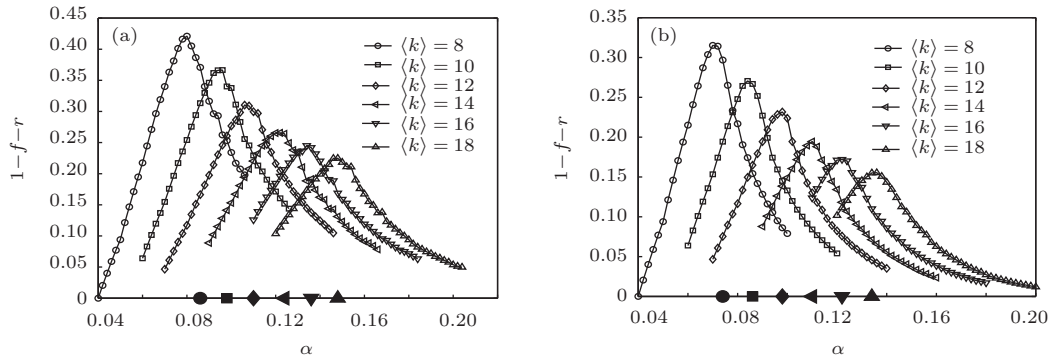 (a)
0.45
0.40
0.35
0.30
0.25
0.20
0.15
0.10
0.05
0
1−f−r
⟨k⟩ = 8
⟨k⟩ = 10
⟨k⟩ = 12
⟨k⟩ = 14
⟨k⟩ = 16
⟨k⟩ = 18
0.04 0.08 0.12 0.16 0.20
α
(b)
0.35
0.30
0.25
0.20
0.15
0.10
0.05
0
1−f−r
⟨k⟩ = 8
⟨k⟩ = 10
⟨k⟩ = 12
⟨k⟩ = 14
⟨k⟩ = 16
⟨k⟩ = 18
0.04 0.08 0.12 0.16 0.20
α